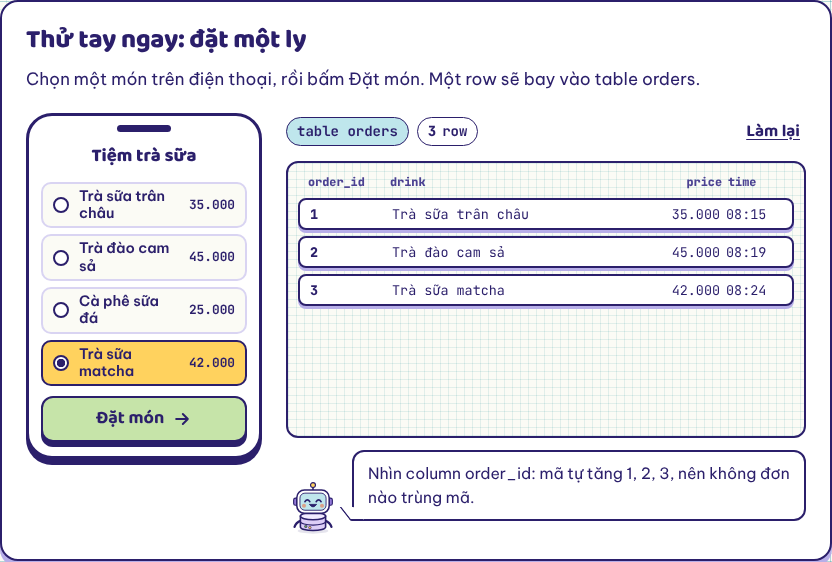 Thử tay ngay: đặt một ly
Chọn một món trên điện thoại, rồi bấm Đặt món. Một row sẽ bay vào table orders.
Tiệm trà sữa
Trà sữa trân
châu
35.000
Trà đào cam
sả
45.000
Cà phê sữa
đá
25.000
Trà sữa
matcha
42.000
Đặt món →
table orders
3 row
Làm lại
order_id drink price time
1 Trà sữa trân châu 35.000 08:15
2 Trà đào cam sả 45.000 08:19
3 Trà sữa matcha 42.000 08:24
Nhìn column order_id: mã tự tăng 1, 2, 3, nên không đơn
nào trùng mã.